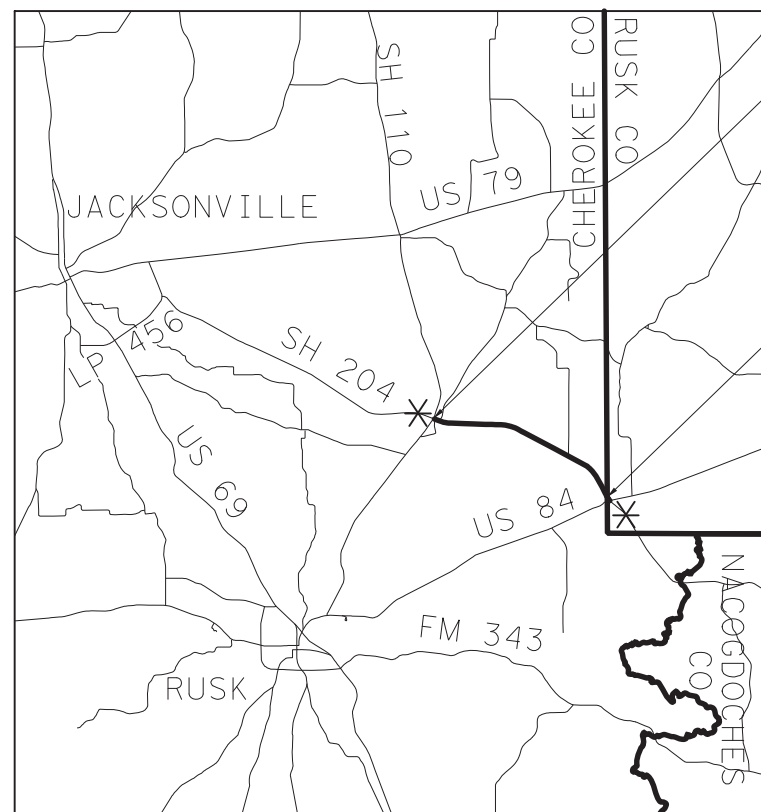 SH 110
CHEROKEE CO
RUSK CO
US 79
JACKSONVILLE
LP 456
SH 204
US 69
US 84
FM 343
NACOGDOCHES
CO
RUSK